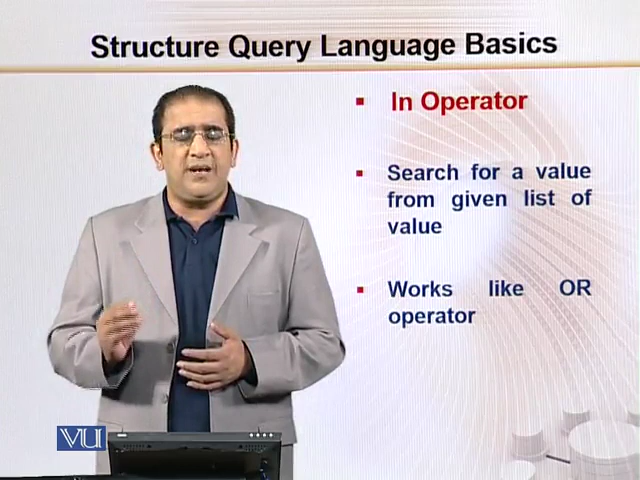 Structure Query Language Basics
In Operator
Search for a value
from given list of
value
Works like OR
operator
VU